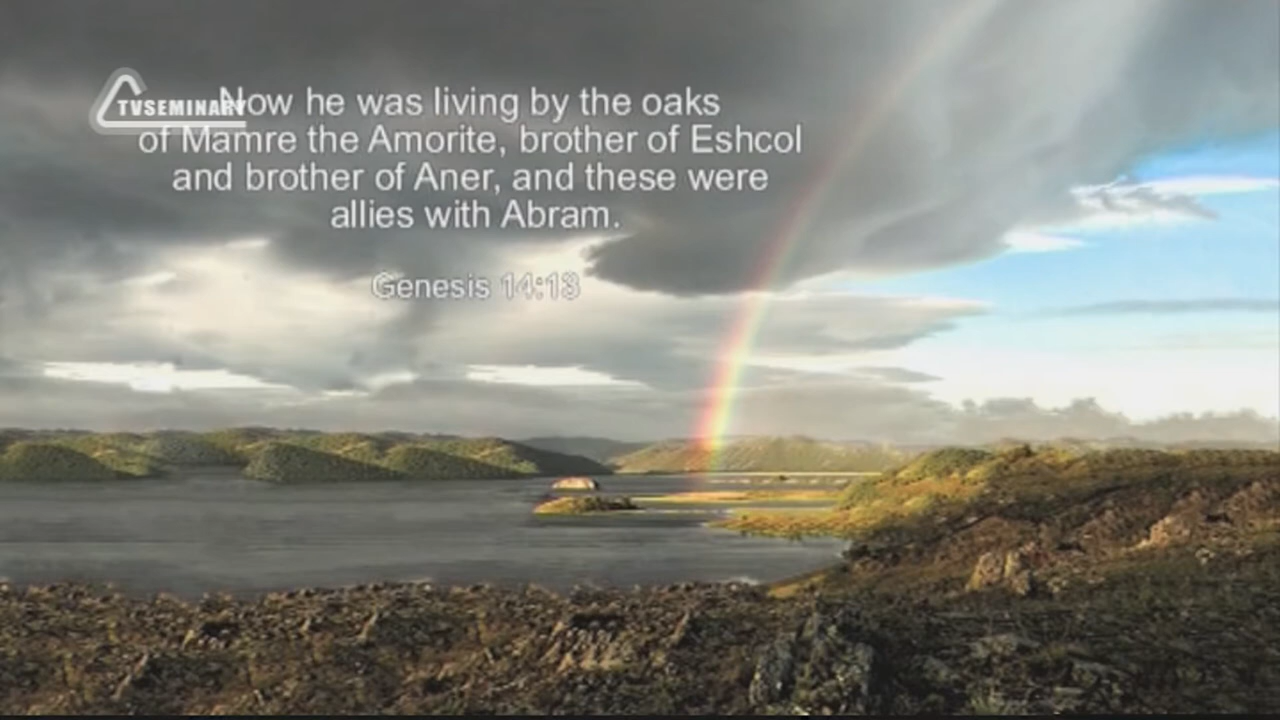 TVSEMINARY
Now he was living by the oaks
of Mamre the Amorite, brother of Eshcol
and brother of Aner, and these were
allies with Abram.
Genesis 14:13